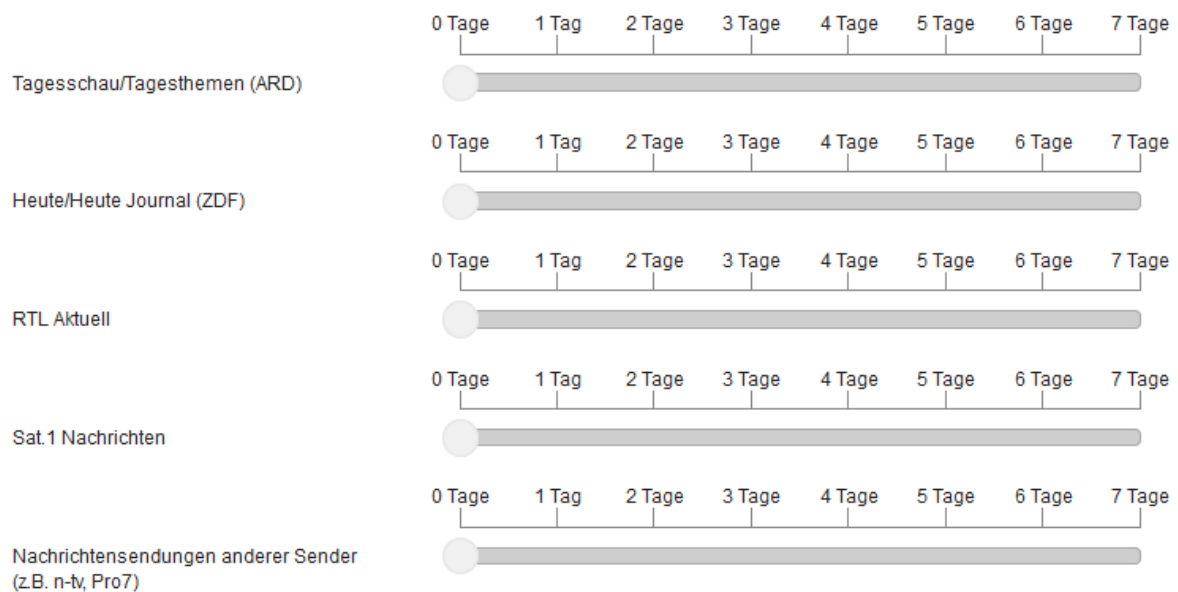 0 Tage 1 Tag 2 Tage 3 Tage 4 Tage 5 Tage 6 Tage 7 Tage
Tagesschau/Tagesthemen (ARD)
0 Tage 1 Tag 2 Tage 3 Tage 4 Tage 5 Tage 6 Tage 7 Tage
Heute/Heute Journal (ZDF)
0 Tage 1 Tag 2 Tage 3 Tage 4 Tage 5 Tage 6 Tage 7 Tage
RTL Aktuell
0 Tage 1 Tag 2 Tage 3 Tage 4 Tage 5 Tage 6 Tage 7 Tage
Sat.1 Nachrichten
0 Tage 1 Tag 2 Tage 3 Tage 4 Tage 5 Tage 6 Tage 7 Tage
Nachrichtensendungen anderer Sender
(z.B. n-tv, Pro7)